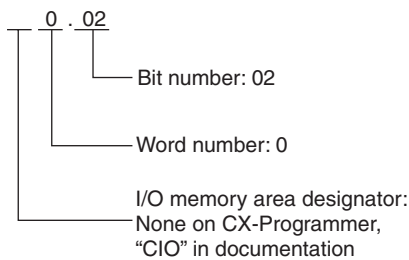 0 . 02
Bit number: 02
Word number: 0
I/O memory area designator:
None on CX-Programmer,
“CIO” in documentation